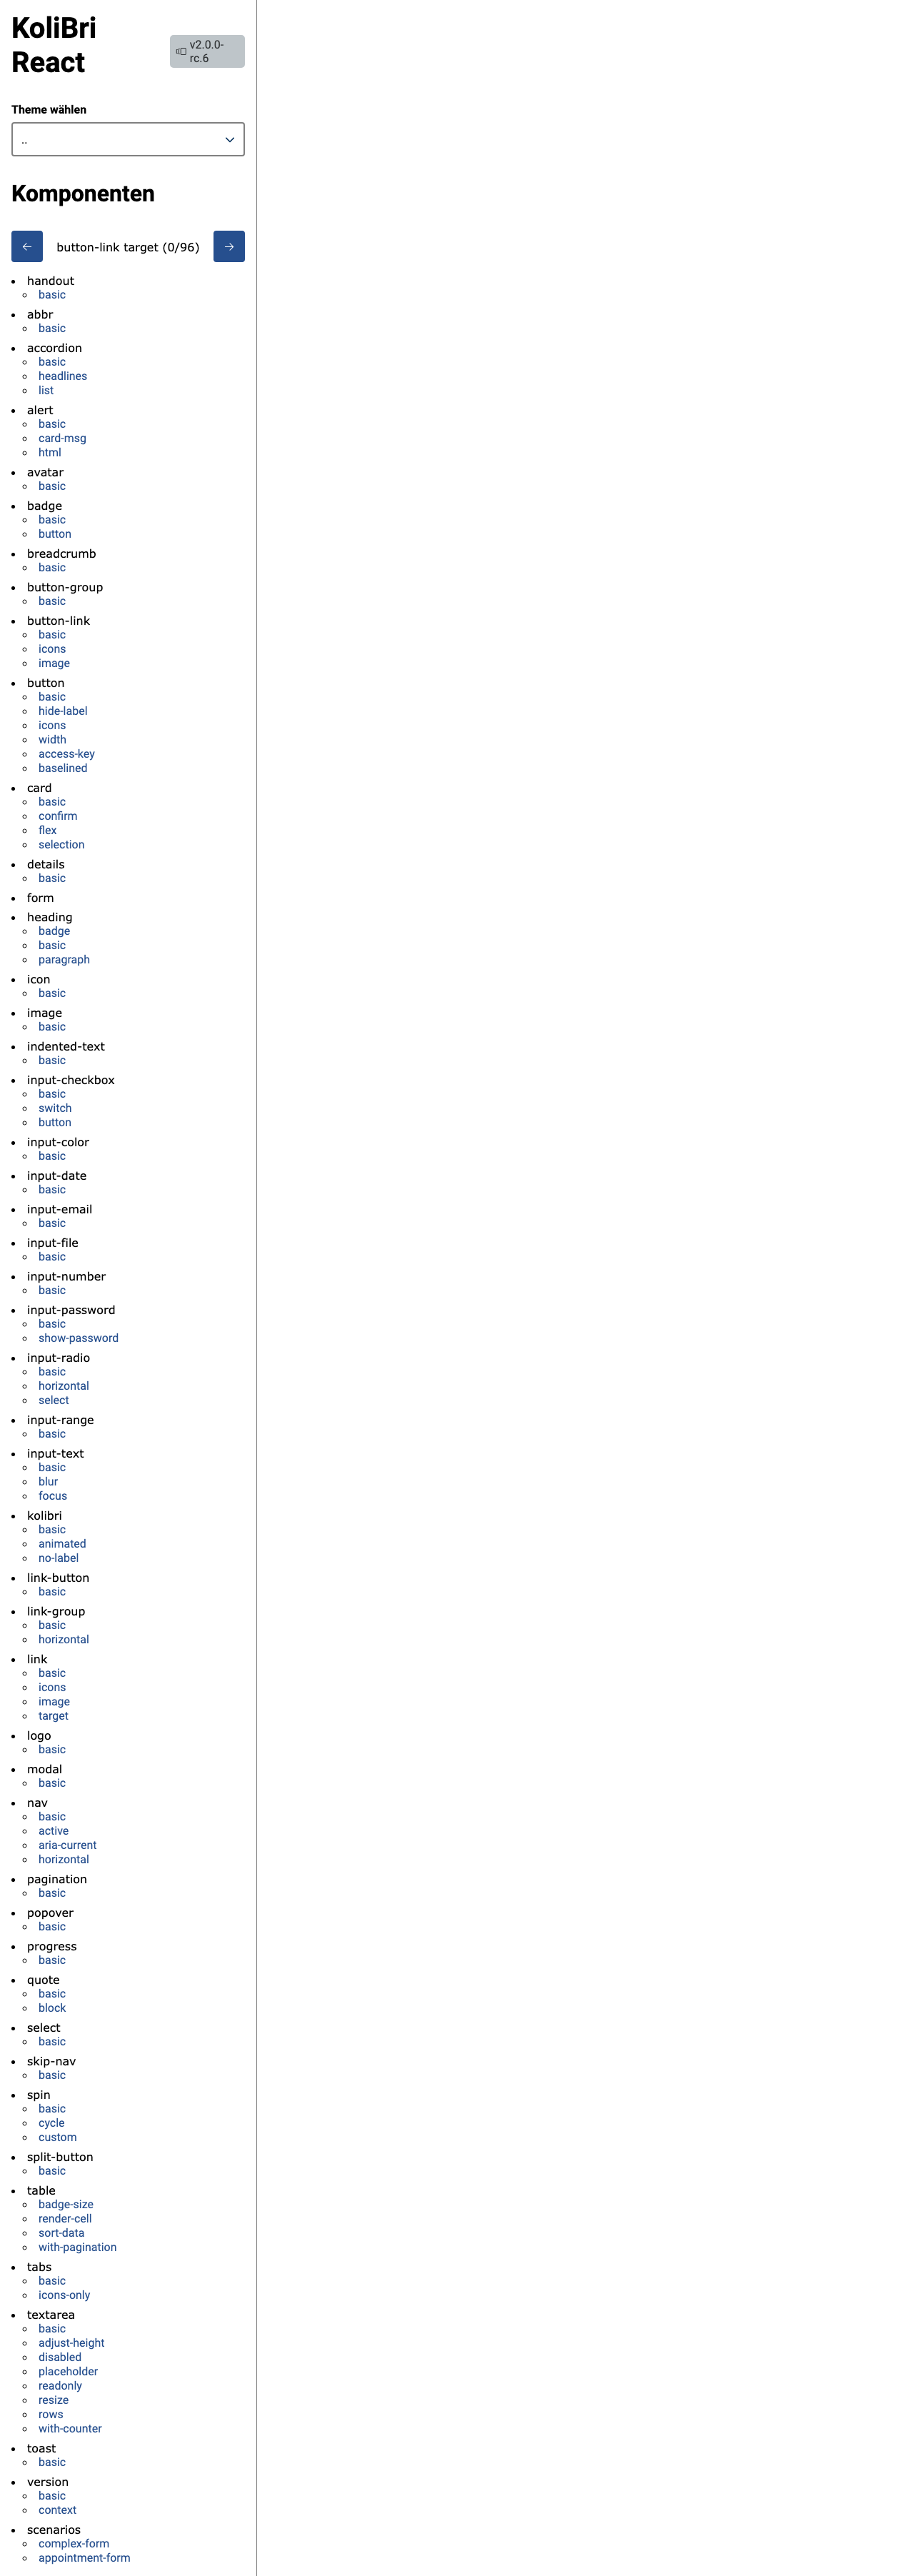 KoliBri
React
v2.0.0-
rc.6
Theme wählen
..
Komponenten
button-link target (0/96)
handout
basic
abbr
basic
accordion
basic
headlines
list
alert
basic
card-msg
html
avatar
basic
badge
basic
button
breadcrumb
basic
button-group
basic
button-link
basic
icons
image
button
basic
hide-label
icons
width
access-key
baselined
card
basic
confirm
flex
selection
details
basic
form
heading
badge
basic
paragraph
icon
basic
image
basic
indented-text
basic
input-checkbox
basic
switch
button
input-color
basic
input-date
basic
input-email
basic
input-file
basic
input-number
basic
input-password
basic
show-password
input-radio
basic
horizontal
select
input-range
basic
input-text
basic
blur
focus
kolibri
basic
animated
no-label
link-button
basic
link-group
basic
horizontal
link
basic
icons
image
target
logo
basic
modal
basic
nav
basic
active
aria-current
horizontal
pagination
basic
popover
basic
progress
basic
quote
basic
block
select
basic
skip-nav
basic
spin
basic
cycle
custom
split-button
basic
table
badge-size
render-cell
sort-data
with-pagination
tabs
basic
icons-only
textarea
basic
adjust-height
disabled
placeholder
readonly
resize
rows
with-counter
toast
basic
version
basic
context
scenarios
complex-form
appointment-form